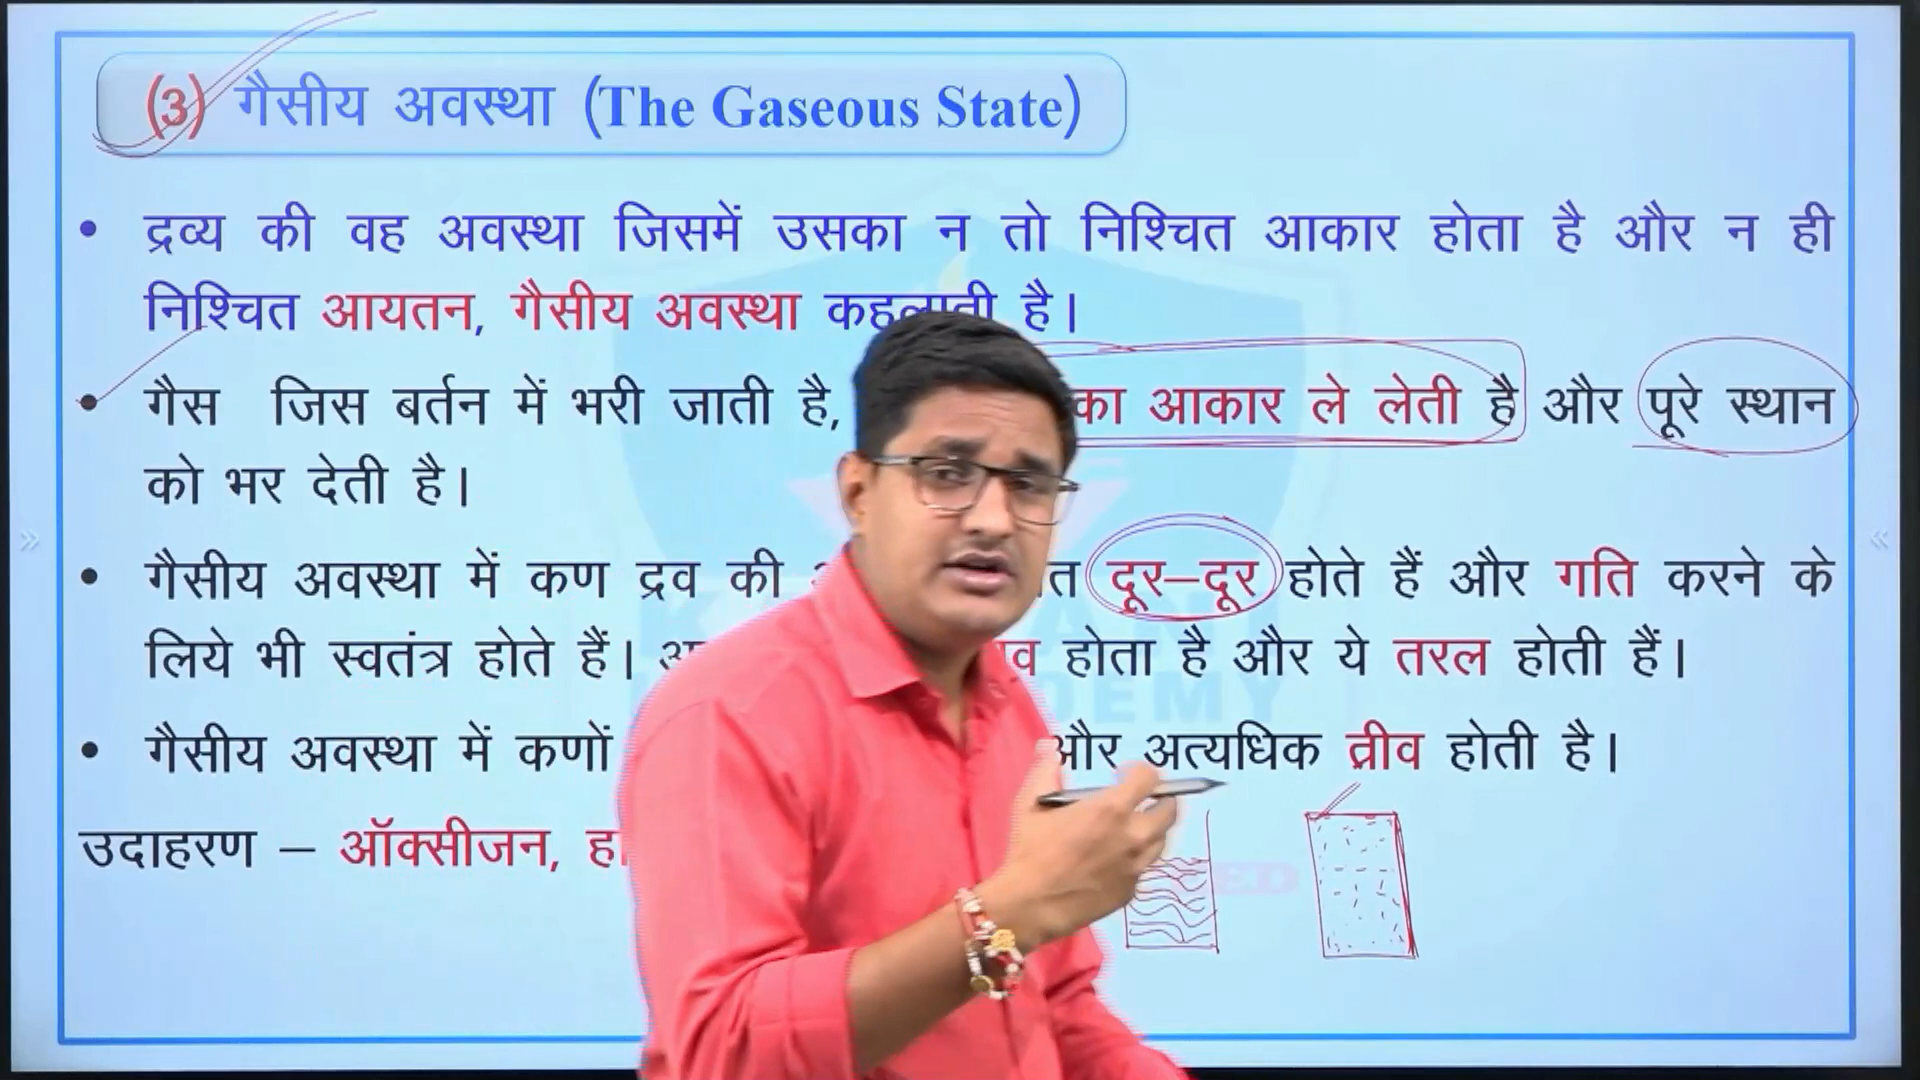 (3) गैसीय अवस्था (The Gaseous State)
• द्रव्य की वह अवस्था जिसमें उसका न तो निश्चित आकार होता है और न ही
निश्चित आयतन, गैसीय अवस्था कहलाती है।
• गैस जिस बर्तन में भरी जाती है, का आकार ले लेती है और पूरे स्थान
को भर देती है।
• गैसीय अवस्था में कण द्रव की दूर–दूर होते हैं और गति करने के
लिये भी स्वतंत्र होते हैं। होता है और ये तरल होती हैं।
• गैसीय अवस्था में कणों और अत्यधिक त्रीव होती है।
उदाहरण – ऑक्सीजन,